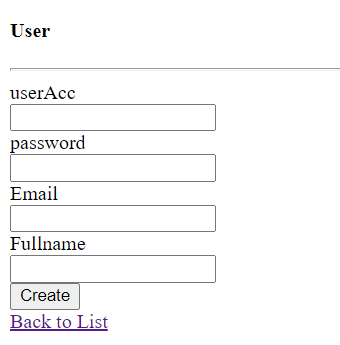 User
userAcc
password
Email
Fullname
Create
Back to List